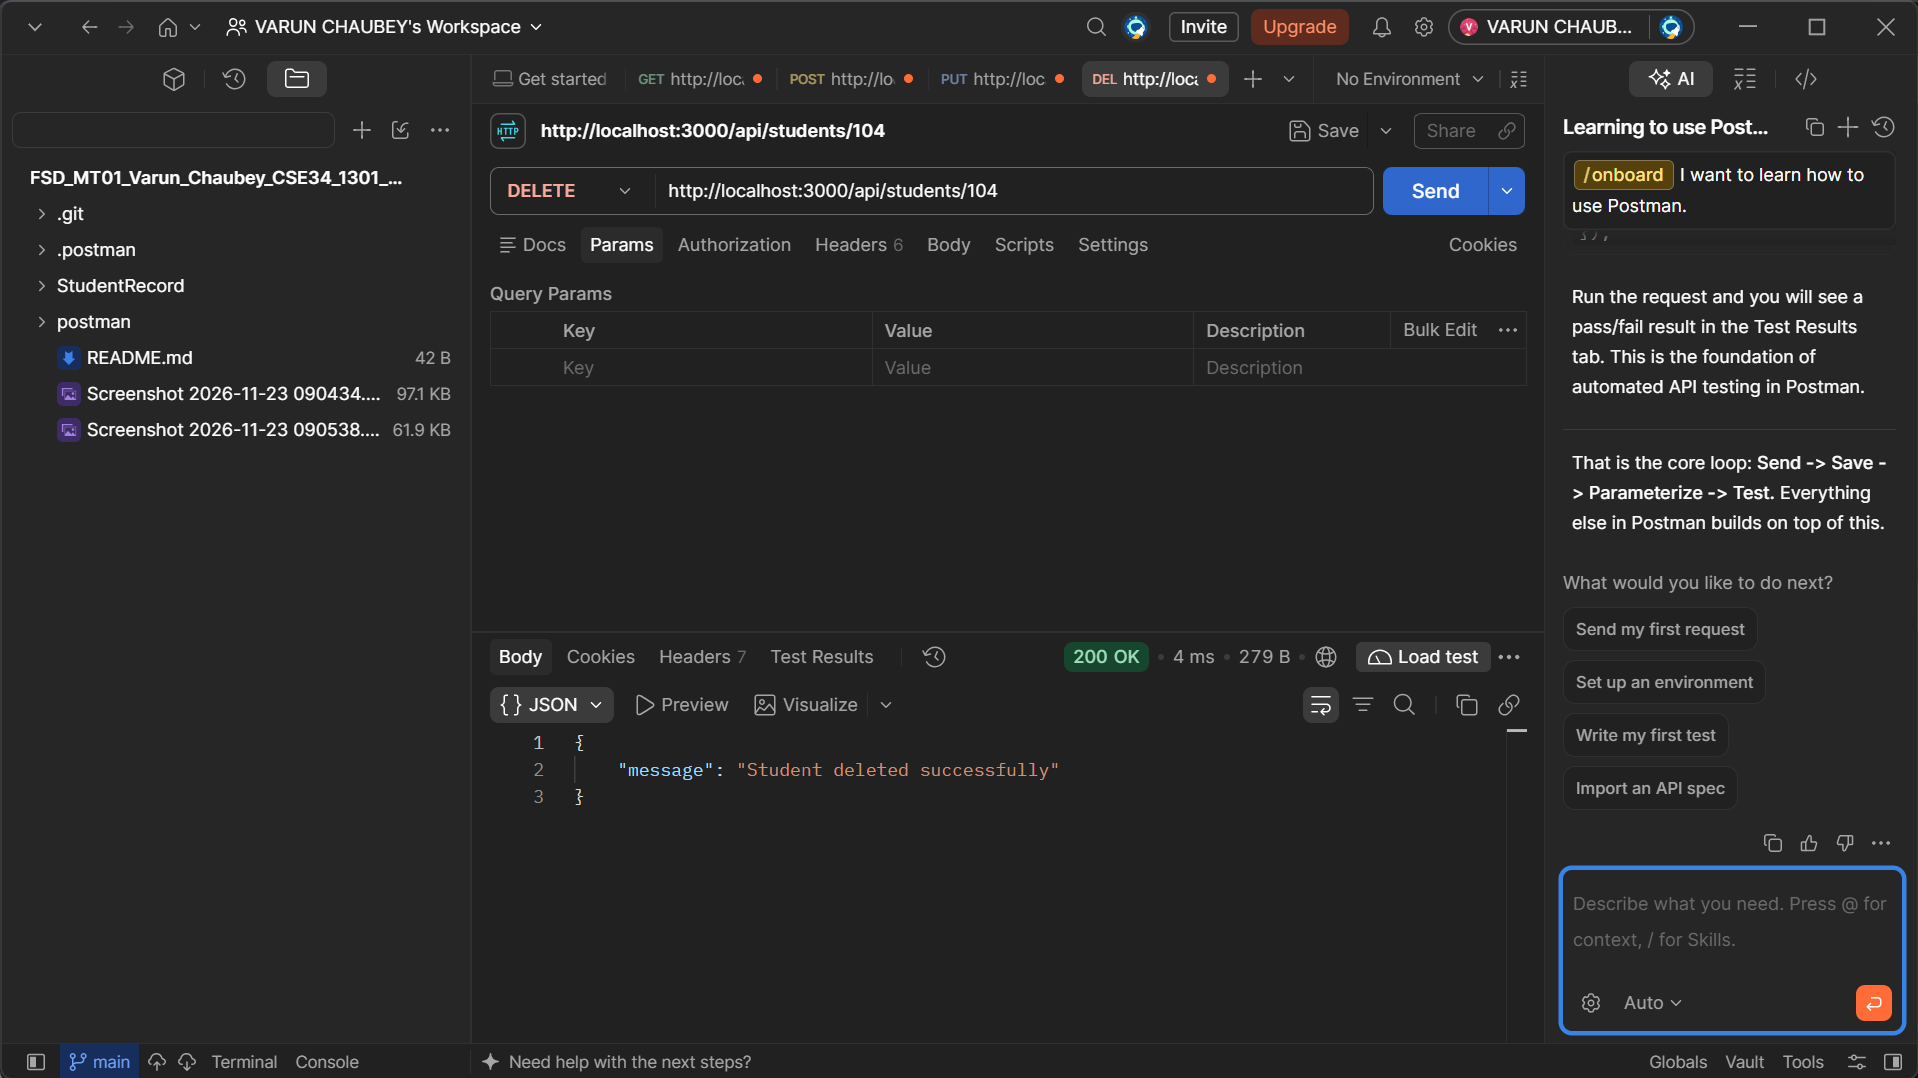 VARUN CHAUBEY's Workspace
Invite
Upgrade
V
VARUN CHAUB...
Get started
GET http://loc
POST http://lo
PUT http://loc
DEL http://loca
No Environment
AI
FSD_MT01_Varun_Chaubey_CSE34_1301_...
.git
.postman
StudentRecord
postman
README.md 42 B
Screenshot 2026-11-23 090434.... 97.1 KB
Screenshot 2026-11-23 090538.... 61.9 KB
HTTP
http://localhost:3000/api/students/104
Save
Share
DELETE
http://localhost:3000/api/students/104
Send
Docs Params Authorization Headers 6 Body Scripts Settings Cookies
Query Params
Key Value Description Bulk Edit
Key Value Description
Body Cookies Headers 7 Test Results
200 OK • 4 ms • 279 B •
Load test
{} JSON
Preview
Visualize
1 {
2 "message": "Student deleted successfully"
3 }
Learning to use Post...
/onboard I want to learn how to
use Postman.
});
Run the request and you will see a
pass/fail result in the Test Results
tab. This is the foundation of
automated API testing in Postman.
That is the core loop: Send -> Save -
> Parameterize -> Test. Everything
else in Postman builds on top of this.
What would you like to do next?
Send my first request
Set up an environment
Write my first test
Import an API spec
Describe what you need. Press @ for
context, / for Skills.
Auto
main
Terminal
Console
Need help with the next steps?
Globals
Vault
Tools